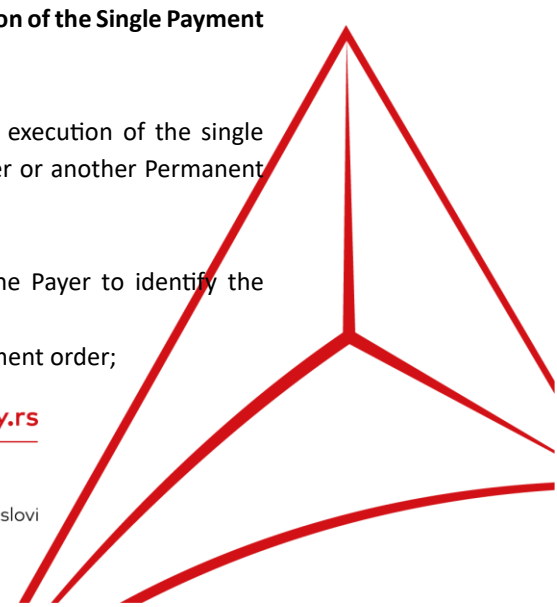 on of the Single Payment
execution of the single
er or another Permanent
ne Payer to identify the
ment order;
y.rs
slovi